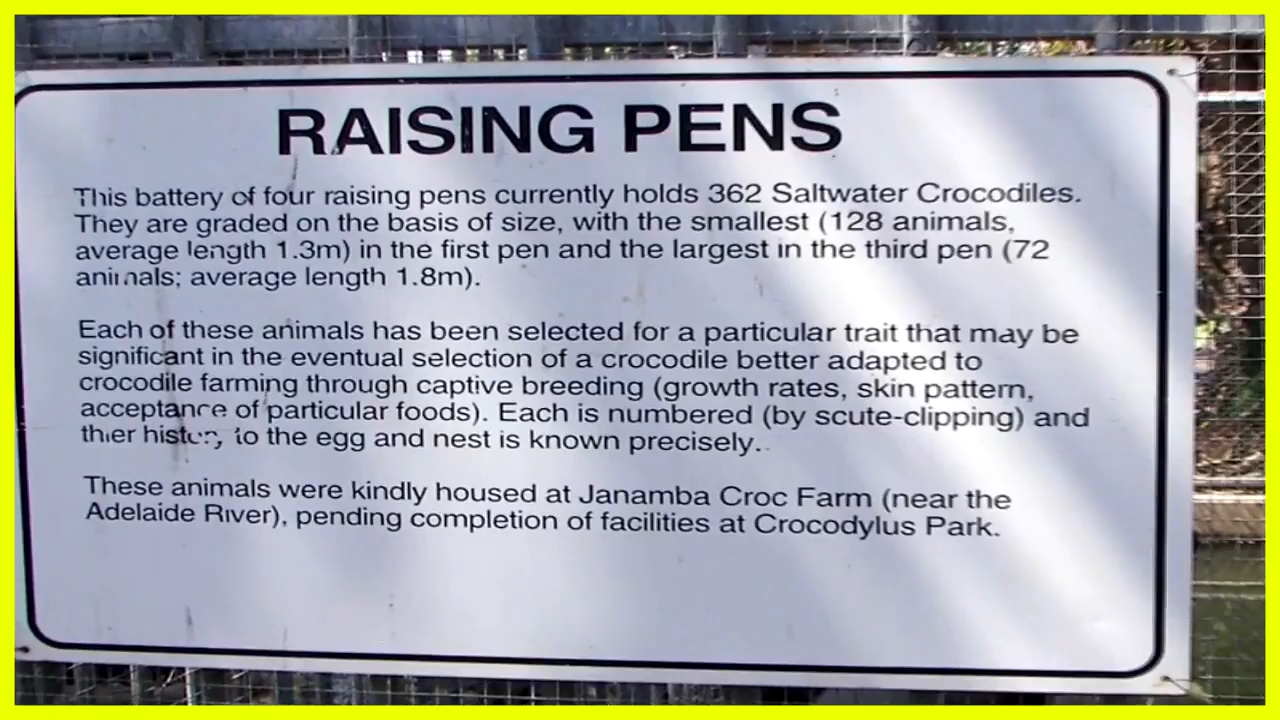 RAISING PENS
This battery of four raising pens currently holds 362 Saltwater Crocodiles.
They are graded on the basis of size, with the smallest (128 animals,
average length 1.3m) in the first pen and the largest in the third pen (72
animals; average length 1.8m).
Each of these animals has been selected for a particular trait that may be
significant in the eventual selection of a crocodile better adapted to
crocodile farming through captive breeding (growth rates, skin pattern,
acceptance of particular foods). Each is numbered (by scute-clipping) and
thier history to the egg and nest is known precisely.
These animals were kindly housed at Janamba Croc Farm (near the
Adelaide River), pending completion of facilities at Crocodylus Park.